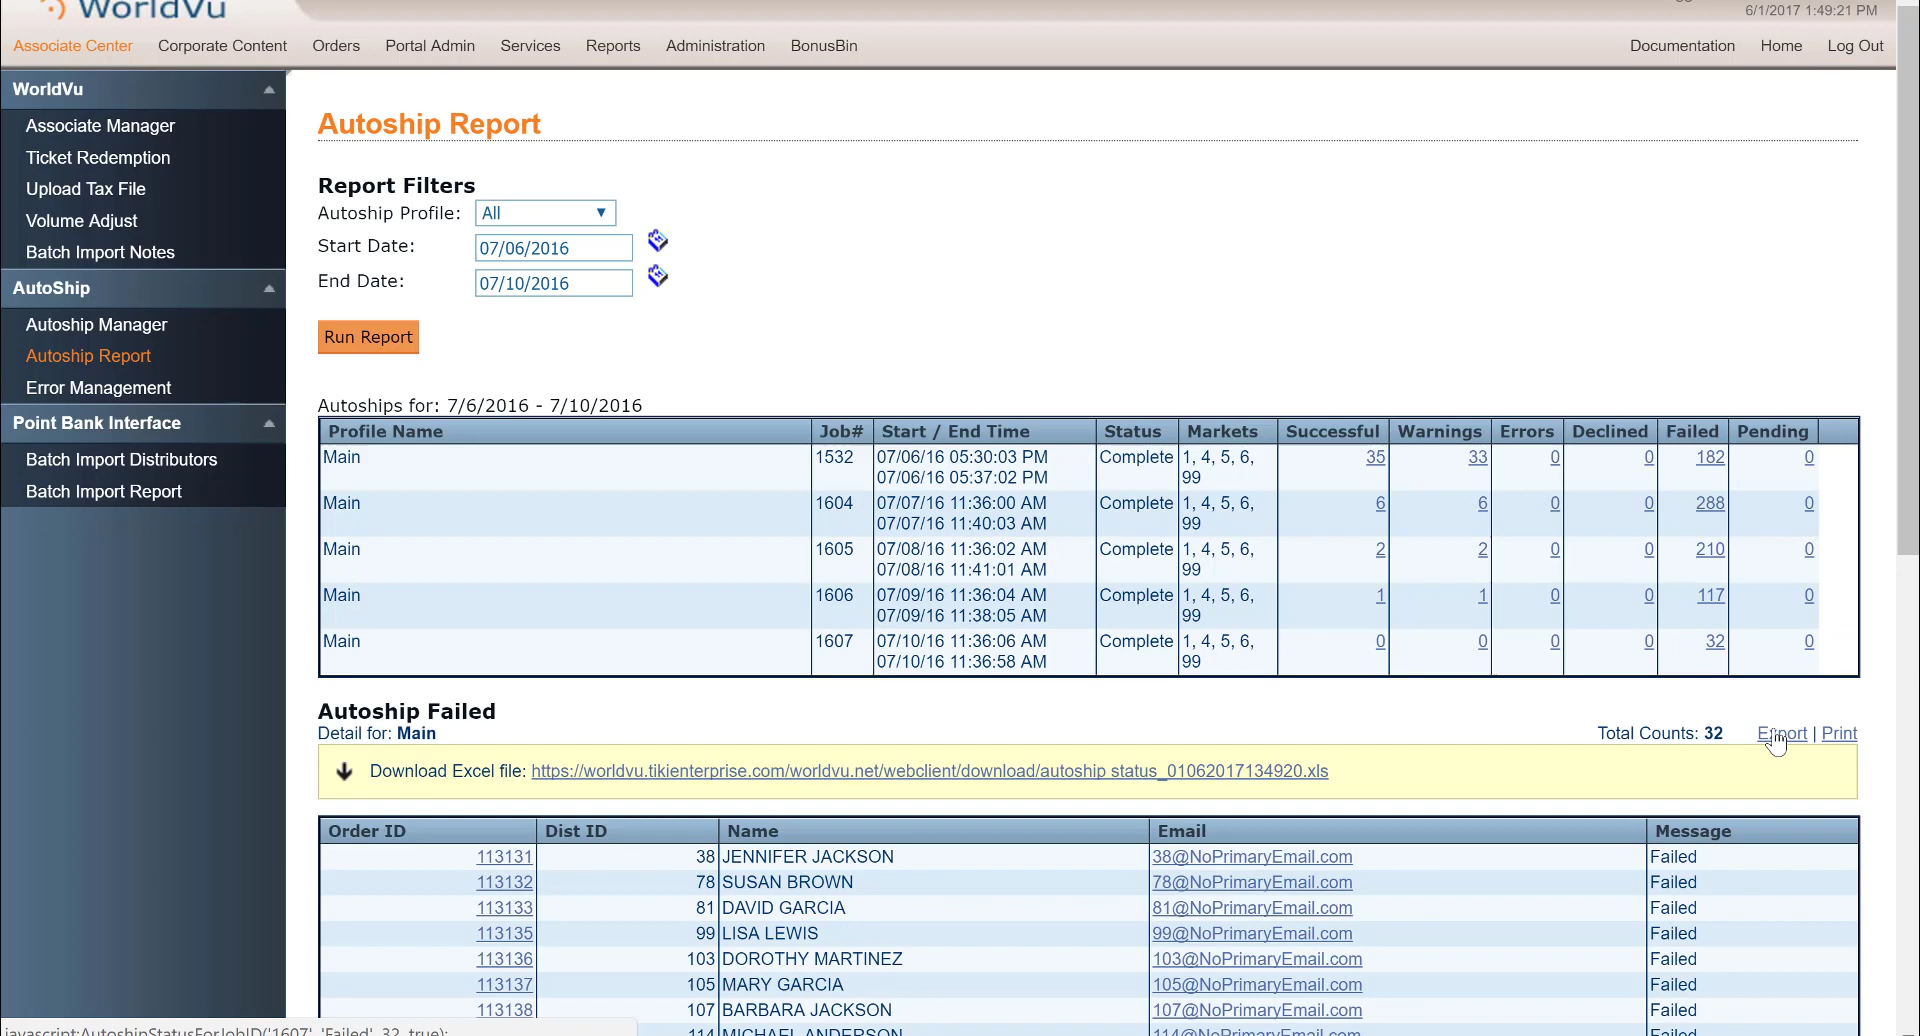 WorldVu
6/1/2017 1:49:21 PM
Associate Center Corporate Content Orders Portal Admin Services Reports Administration BonusBin Documentation Home Log Out
WorldVu
Associate Manager
Ticket Redemption
Upload Tax File
Volume Adjust
Batch Import Notes
AutoShip
Autoship Manager
Autoship Report
Error Management
Point Bank Interface
Batch Import Distributors
Batch Import Report
Autoship Report
Report Filters
Autoship Profile: All
Start Date: 07/06/2016
End Date: 07/10/2016
Run Report
Autoships for: 7/6/2016 - 7/10/2016
Profile Name Job# Start / End Time Status Markets Successful Warnings Errors Declined Failed Pending
Main 1532 07/06/16 05:30:03 PM Complete 1, 4, 5, 6, 35 33 0 0 182 0
07/06/16 05:37:02 PM 99
Main 1604 07/07/16 11:36:00 AM Complete 1, 4, 5, 6, 6 6 0 0 288 0
07/07/16 11:40:03 AM 99
Main 1605 07/08/16 11:36:02 AM Complete 1, 4, 5, 6, 2 2 0 0 210 0
07/08/16 11:41:01 AM 99
Main 1606 07/09/16 11:36:04 AM Complete 1, 4, 5, 6, 1 1 0 0 117 0
07/09/16 11:38:05 AM 99
Main 1607 07/10/16 11:36:06 AM Complete 1, 4, 5, 6, 0 0 0 0 32 0
07/10/16 11:36:58 AM 99
Autoship Failed
Detail for: Main Total Counts: 32 Export | Print
Download Excel file: https://worldvu.tikienterprise.com/worldvu.net/webclient/download/autoship status_01062017134920.xls
Order ID Dist ID Name Email Message
113131 38 JENNIFER JACKSON 38@NoPrimaryEmail.com Failed
113132 78 SUSAN BROWN 78@NoPrimaryEmail.com Failed
113133 81 DAVID GARCIA 81@NoPrimaryEmail.com Failed
113135 99 LISA LEWIS 99@NoPrimaryEmail.com Failed
113136 103 DOROTHY MARTINEZ 103@NoPrimaryEmail.com Failed
113137 105 MARY GARCIA 105@NoPrimaryEmail.com Failed
113138 107 BARBARA JACKSON 107@NoPrimaryEmail.com Failed
114 MICHAEL ANDERSON 114@NoPrimaryEmail.com Failed
javascript:AutoshipStatusForJobID('1607', 'Failed', 32, true);